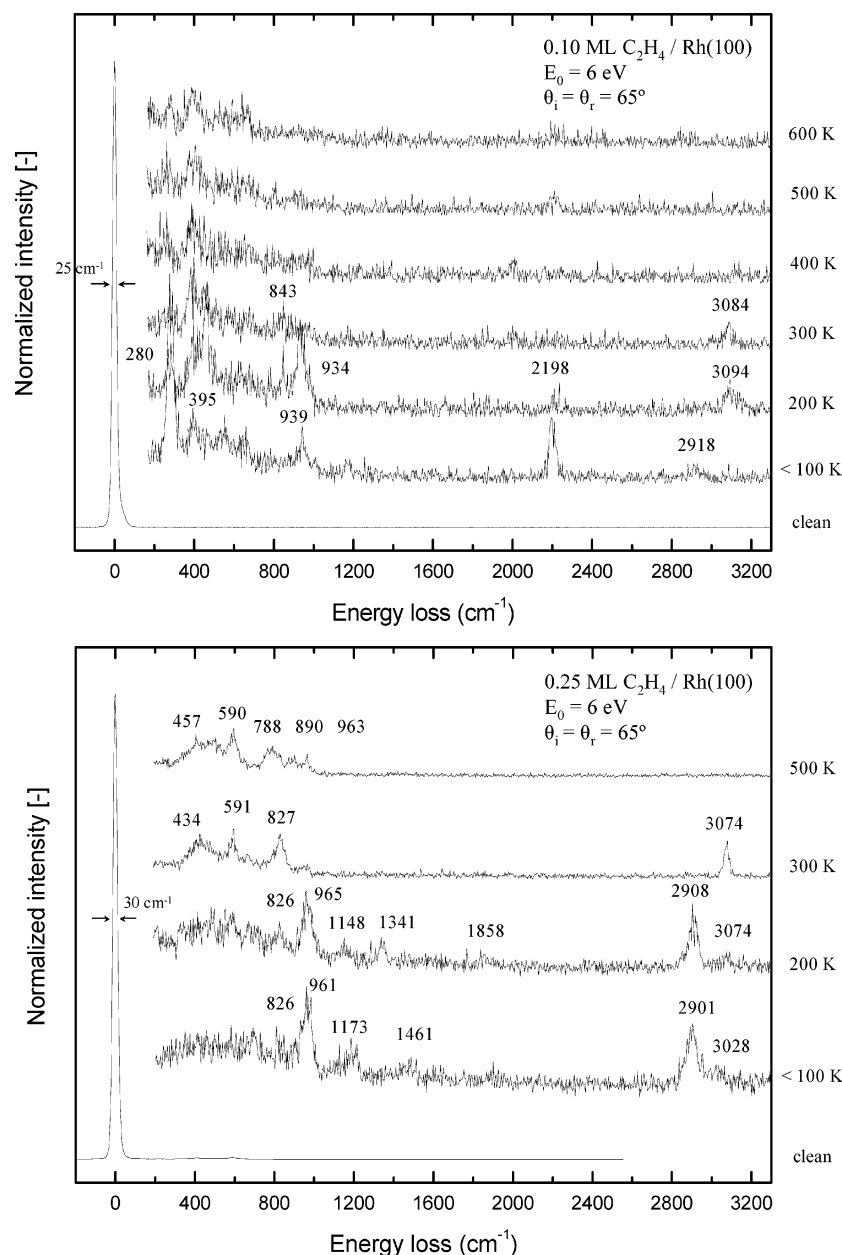 0.10 ML C₂H₄ / Rh(100)
E₀ = 6 eV
θᵢ = θᵣ = 65º
600 K
500 K
400 K
25 cm⁻¹
843
3084
300 K
280
934
2198
3094
395
200 K
939
2918
< 100 K
clean
Normalized intensity [-]
0 400 800 1200 1600 2000 2400 2800 3200
Energy loss (cm⁻¹)
0.25 ML C₂H₄ / Rh(100)
E₀ = 6 eV
θᵢ = θᵣ = 65º
457 590 788 890 963
500 K
434 591 827
3074
300 K
30 cm⁻¹
826 965
1148 1341
1858
2908
3074
200 K
826 961
1173 1461
2901
3028
< 100 K
clean
Normalized intensity [-]
0 400 800 1200 1600 2000 2400 2800 3200
Energy loss (cm⁻¹)